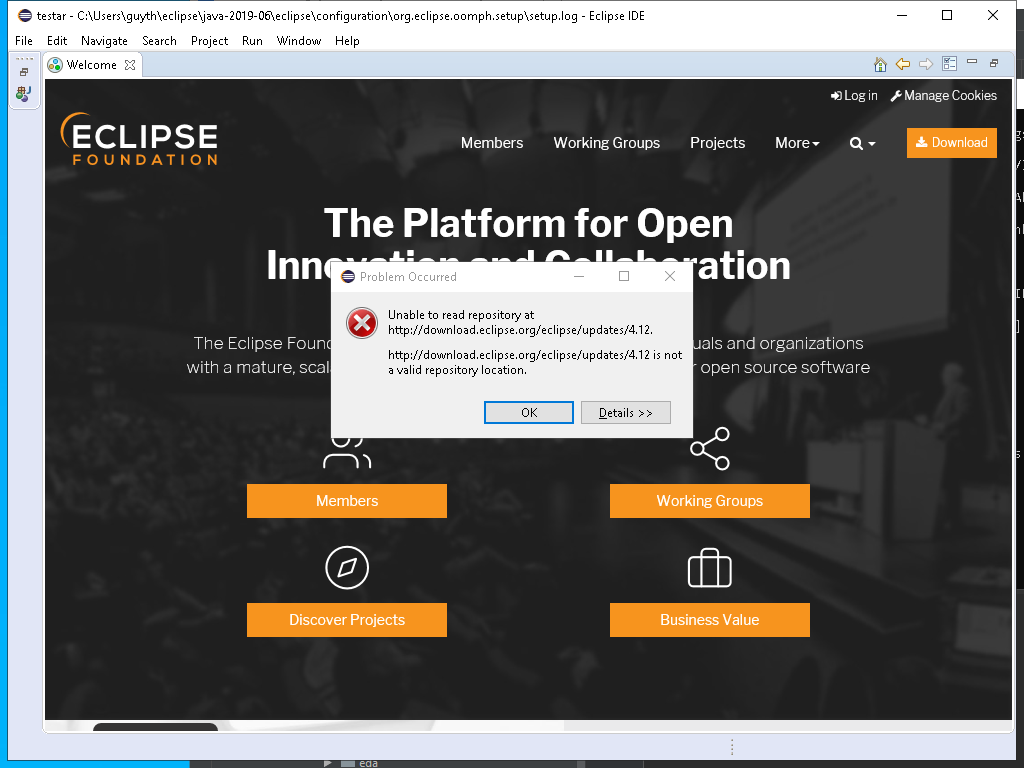 testar - C:\Users\guyth\eclipse\java-2019-06\eclipse\configuration\org.eclipse.oomph.setup\setup.log - Eclipse IDE
File Edit Navigate Search Project Run Window Help
Welcome
Log in Manage Cookies
ECLIPSE
FOUNDATION
Members Working Groups Projects More Download
The Platform for Open
Innovation and Collaboration
Problem Occurred
Unable to read repository at
http://download.eclipse.org/eclipse/updates/4.12.
http://download.eclipse.org/eclipse/updates/4.12 is not
a valid repository location.
OK Details >>
The Eclipse Foun uals and organizations
with a mature, scal r open source software
Members Working Groups
Discover Projects Business Value
eda